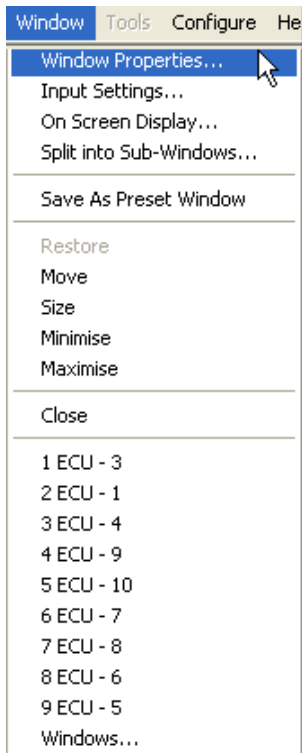 Window Tools Configure He
Window Properties...
Input Settings...
On Screen Display...
Split into Sub-Windows...
Save As Preset Window
Restore
Move
Size
Minimise
Maximise
Close
1 ECU - 3
2 ECU - 1
3 ECU - 4
4 ECU - 9
5 ECU - 10
6 ECU - 7
7 ECU - 8
8 ECU - 6
9 ECU - 5
Windows...